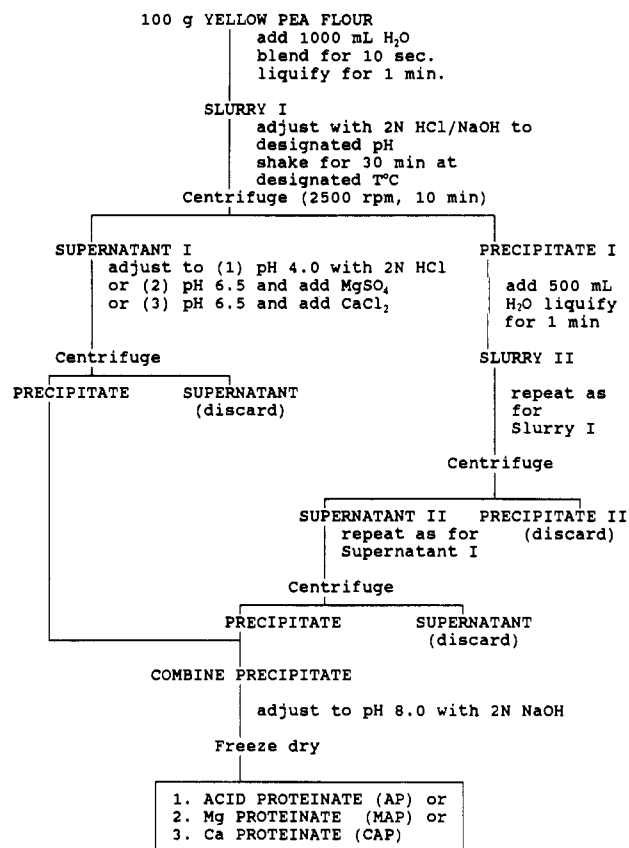 100 g YELLOW PEA FLOUR
add 1000 mL H₂O
blend for 10 sec.
liquify for 1 min.
SLURRY I
adjust with 2N HCl/NaOH to
designated pH
shake for 30 min at
designated T°C
Centrifuge (2500 rpm, 10 min)
SUPERNATANT I
adjust to (1) pH 4.0 with 2N HCl
or (2) pH 6.5 and add MgSO₄
or (3) pH 6.5 and add CaCl₂
Centrifuge
PRECIPITATE
SUPERNATANT
(discard)
PRECIPITATE I
add 500 mL
H₂O liquify
for 1 min
SLURRY II
repeat as
for
Slurry I
Centrifuge
SUPERNATANT II
repeat as for
Supernatant I
PRECIPITATE II
(discard)
Centrifuge
PRECIPITATE
SUPERNATANT
(discard)
COMBINE PRECIPITATE
adjust to pH 8.0 with 2N NaOH
Freeze dry
1. ACID PROTEINATE (AP) or
2. Mg PROTEINATE (MAP) or
3. Ca PROTEINATE (CAP)